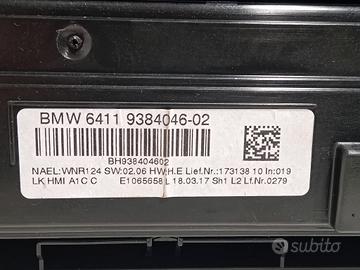 BMW 6411 9384046-02
BH938404602
NAEL:WNR124 SW:02.06 HW:H.E Lief.Nr.:173138 10 In:019
LK HMI A1C C E1065658 L 18.03.17 Sh1 L2 Lf.Nr.0279
subito